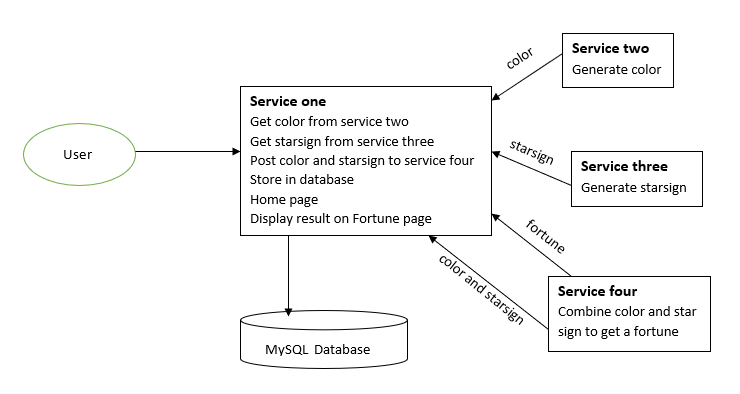 color
Service two
Generate color
Service one
Get color from service two
Get starsign from service three
Post color and starsign to service four
Store in database
Home page
Display result on Fortune page
User
starsign
Service three
Generate starsign
fortune
color and starsign
Service four
Combine color and star
sign to get a fortune
MySQL Database